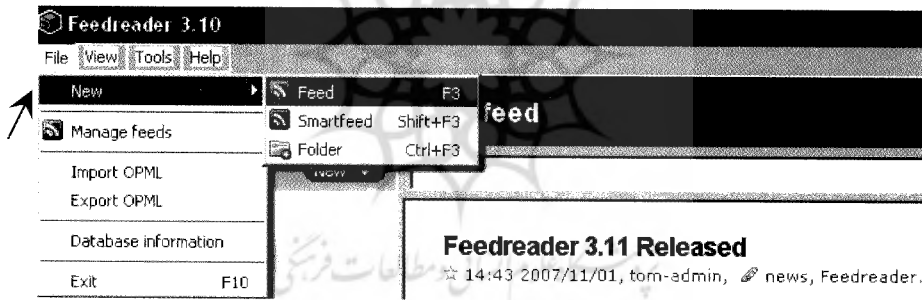 Feedreader 3.10
File View Tools Help
New
Feed F3
Smartfeed Shift+F3
Folder Ctrl+F3
Manage feeds
Import OPML
Export OPML
Database information
Exit F10
feed
New
Feedreader 3.11 Released
14:43 2007/11/01, tom-admin, news, Feedreader.